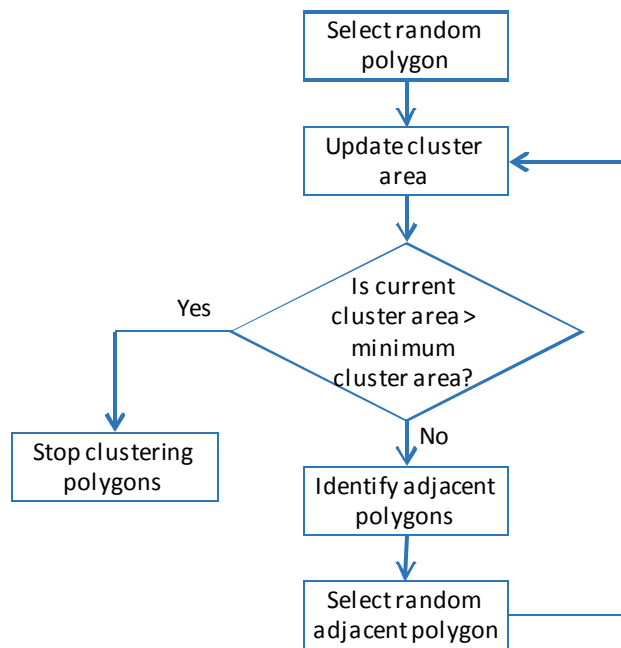 Select random
polygon
Update cluster
area
Is current
cluster area >
minimum
cluster area?
Yes
No
Stop clustering
polygons
Identify adjacent
polygons
Select random
adjacent polygon